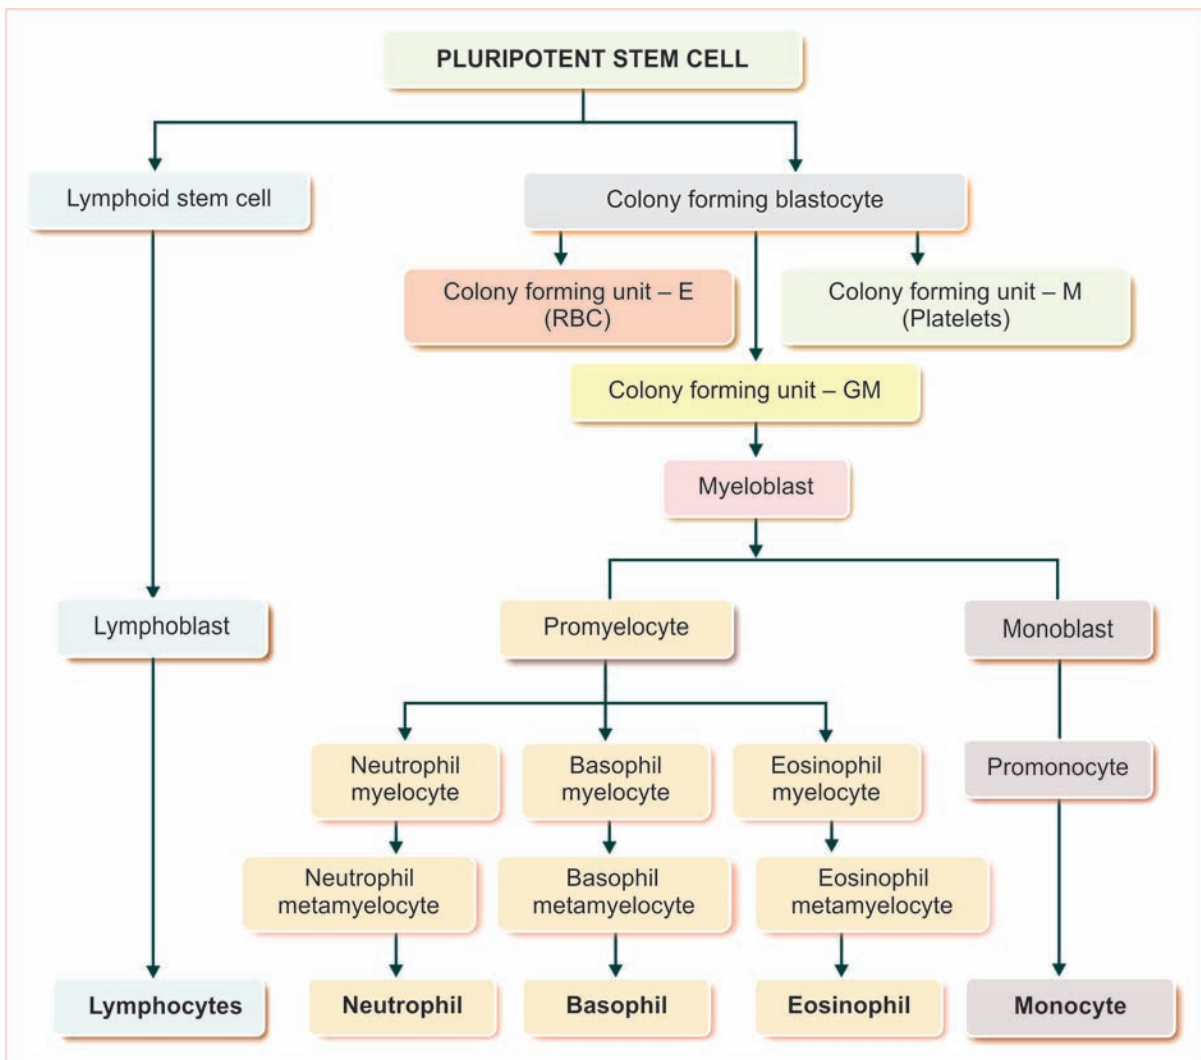 PLURIPOTENT STEM CELL
Lymphoid stem cell
Colony forming blastocyte
Colony forming unit – E
(RBC)
Colony forming unit – M
(Platelets)
Colony forming unit – GM
Myeloblast
Lymphoblast
Promyelocyte
Monoblast
Neutrophil
myelocyte
Basophil
myelocyte
Eosinophil
myelocyte
Promonocyte
Neutrophil
metamyelocyte
Basophil
metamyelocyte
Eosinophil
metamyelocyte
Lymphocytes
Neutrophil
Basophil
Eosinophil
Monocyte